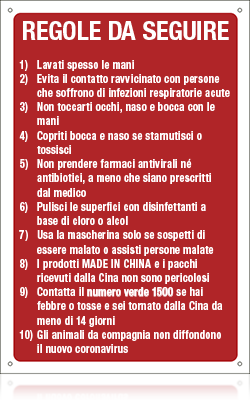 REGOLE DA SEGUIRE
1) Lavati spesso le mani
2) Evita il contatto ravvicinato con persone
che soffrono di infezioni respiratorie acute
3) Non toccarti occhi, naso e bocca con le
mani
4) Copriti bocca e naso se starnutisci o
tossisci
5) Non prendere farmaci antivirali né
antibiotici, a meno che siano prescritti
dal medico
6) Pulisci le superfici con disinfettanti a
base di cloro o alcol
7) Usa la mascherina solo se sospetti di
essere malato o assisti persone malate
8) I prodotti MADE IN CHINA e i pacchi
ricevuti dalla Cina non sono pericolosi
9) Contatta il numero verde 1500 se hai
febbre o tosse e sei tornato dalla Cina da
meno di 14 giorni
10) Gli animali da compagnia non diffondono
il nuovo coronavirus